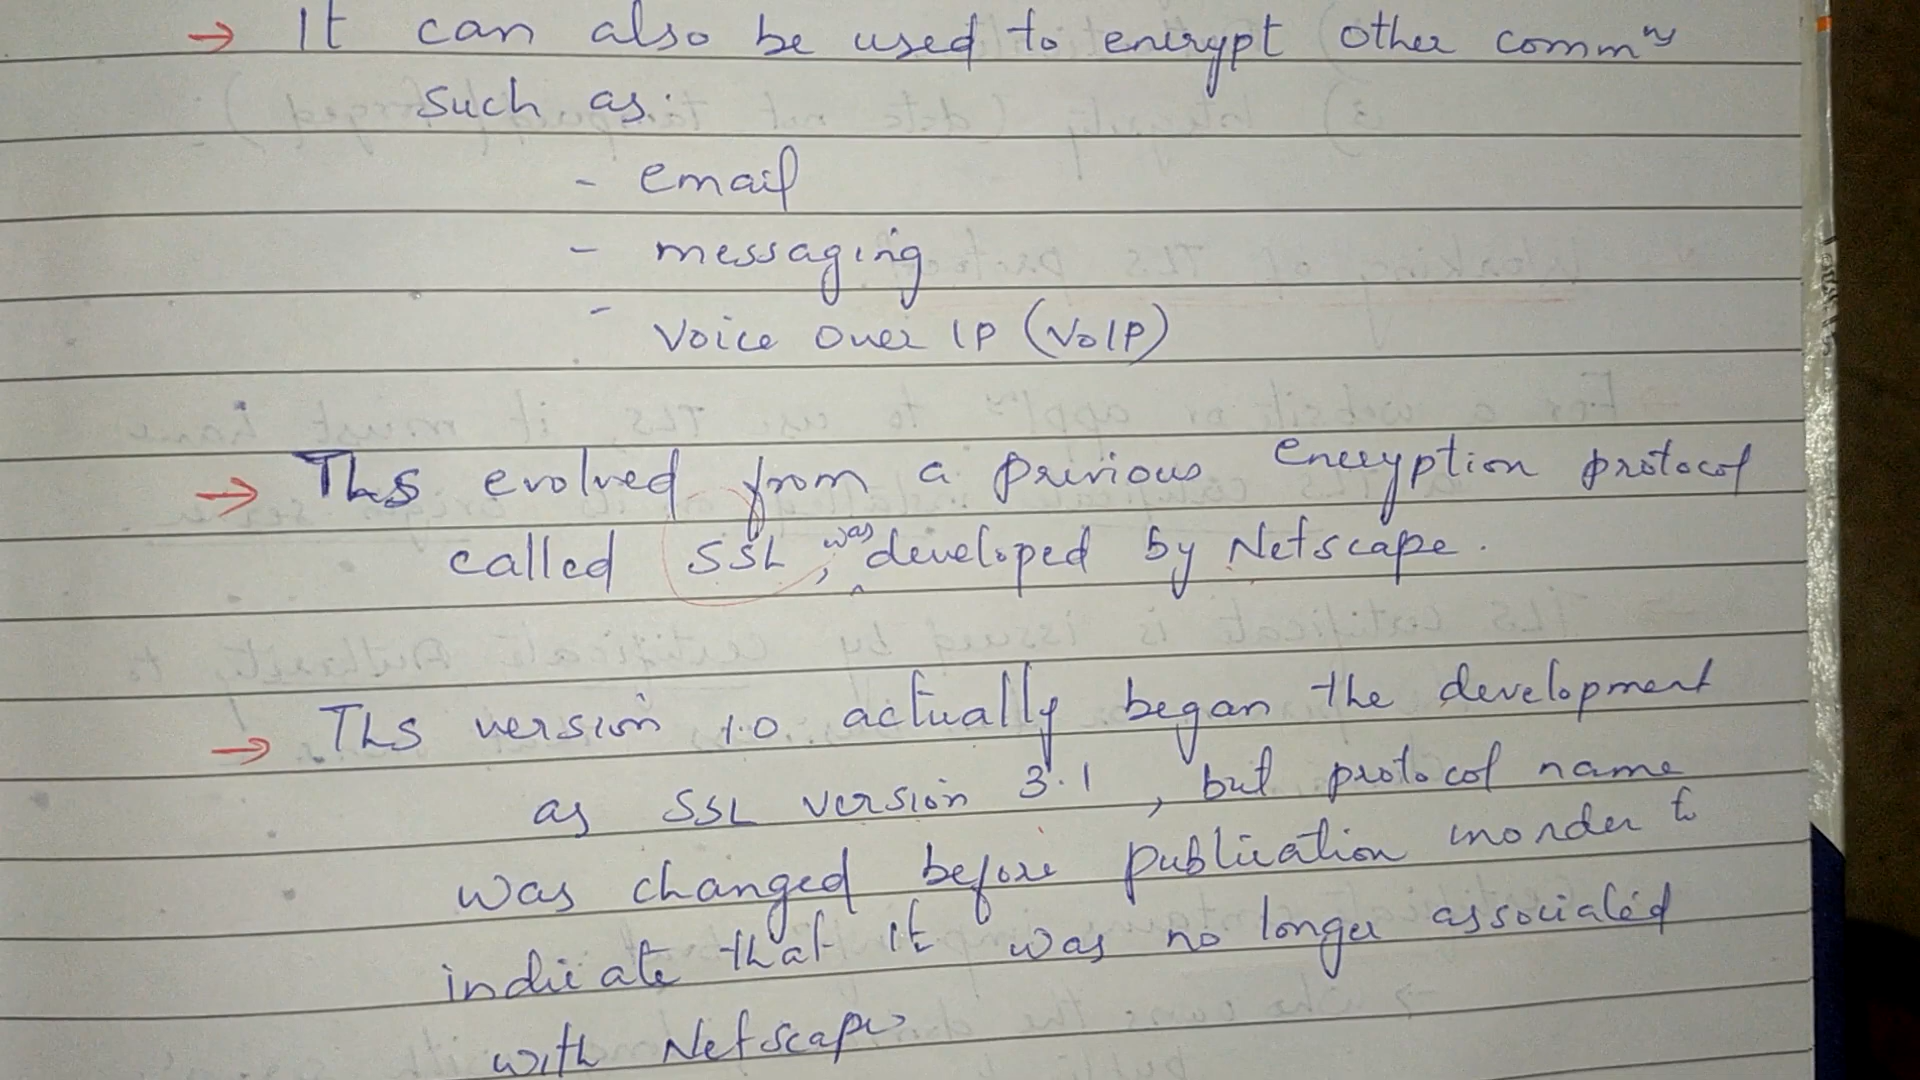 → It can also be used to encrypt other commⁿˢ
such as:
- email
- messaging
- Voice Over IP (VoIP)
→ TLS evolved from a previous encryption protocol
called SSL, was developed by Netscape.
→ TLS version 1.0 actually began the development
as SSL version 3.1, but protocol name
was changed before publication inorder to
indicate that it was no longer associated
with Netscape